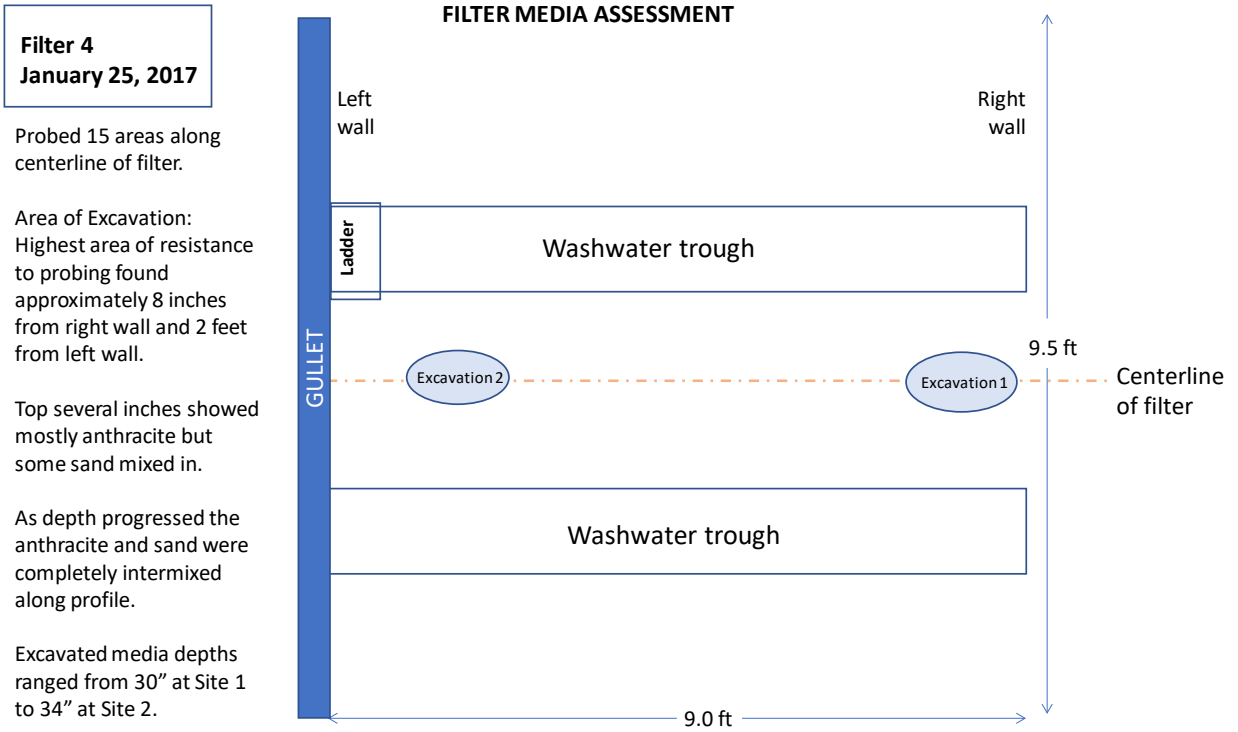 FILTER MEDIA ASSESSMENT
Filter 4
January 25, 2017
Probed 15 areas along
centerline of filter.
Area of Excavation:
Highest area of resistance
to probing found
approximately 8 inches
from right wall and 2 feet
from left wall.
Top several inches showed
mostly anthracite but
some sand mixed in.
As depth progressed the
anthracite and sand were
completely intermixed
along profile.
Excavated media depths
ranged from 30” at Site 1
to 34” at Site 2.
GULLET
Left
wall
Right
wall
Ladder
Washwater trough
9.5 ft
Excavation 2
Excavation 1
Centerline
of filter
Washwater trough
9.0 ft